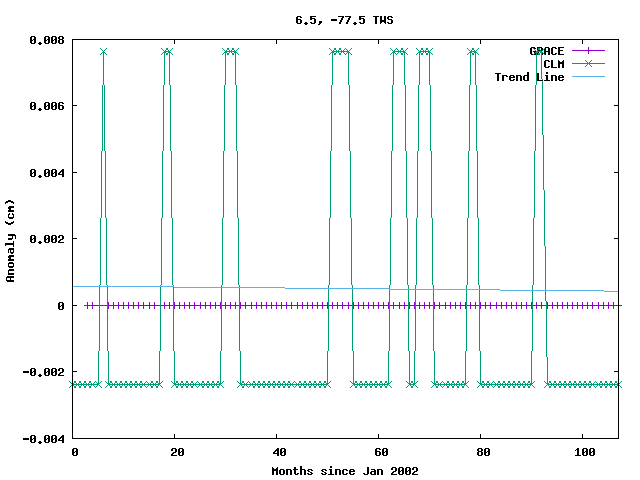 6.5, -77.5 TWS
0.008
0.006
0.004
0.002
0
-0.002
-0.004
Anomaly (cm)
GRACE
CLM
Trend Line
0 20 40 60 80 100
Months since Jan 2002